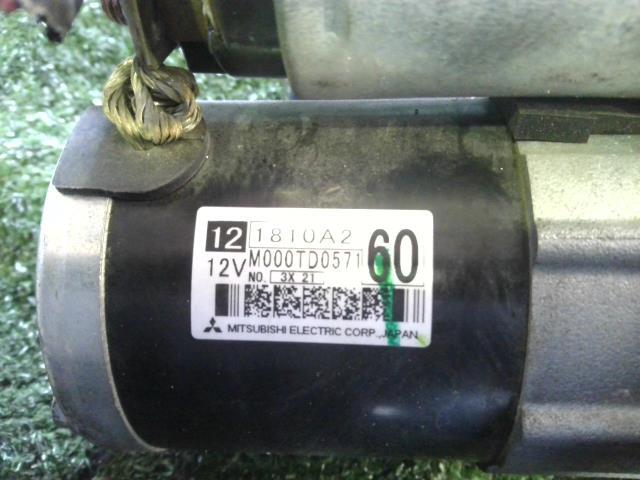 12 1810A2 60
12V M000TD0571
NO. 3X 21
MITSUBISHI ELECTRIC CORP., JAPAN